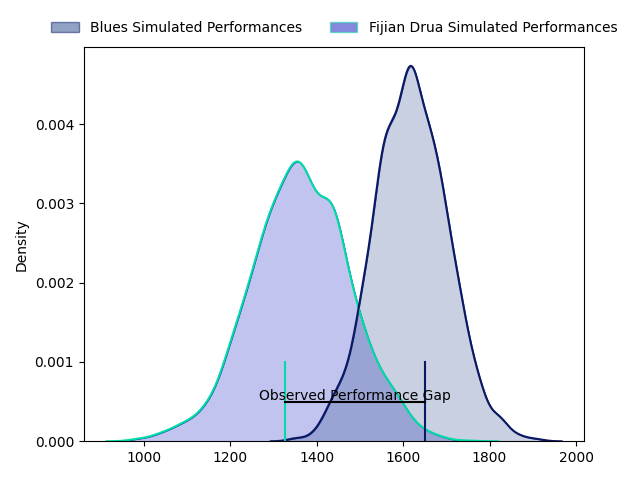 Blues Simulated Performances
Fijian Drua Simulated Performances
Density
0.004
0.003
0.002
0.001
0.000
Observed Performance Gap
1000 1200 1400 1600 1800 2000